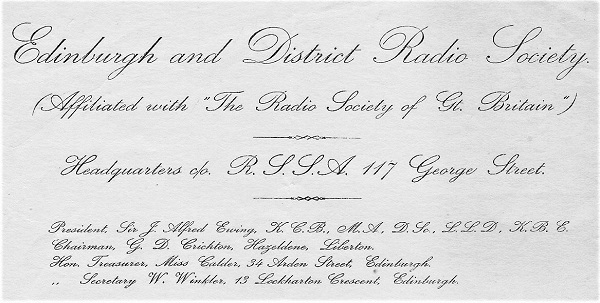 Edinburgh and District Radio Society.
(Affiliated with "The Radio Society of Gt. Britain")
Headquarters c/o. R.S.S.A. 117 George Street.
President, Sir J. Alfred Ewing, K.C.B., M.A., D.Sc., L.L.D., K.B.E.
Chairman, G. D. Crichton, Hazeldene, Liberton.
Hon. Treasurer, Miss Calder, 34 Arden Street, Edinburgh.
„ Secretary W. Winkler, 13 Lockharton Crescent, Edinburgh.